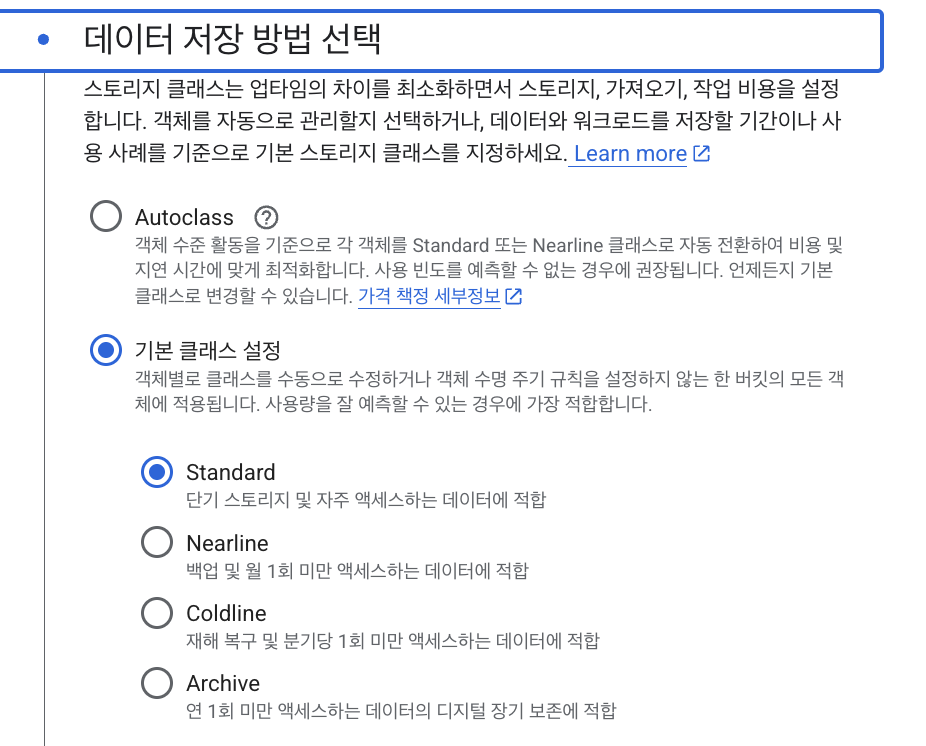 데이터 저장 방법 선택
스토리지 클래스는 업타임의 차이를 최소화하면서 스토리지, 가져오기, 작업 비용을 설정
합니다. 객체를 자동으로 관리할지 선택하거나, 데이터와 워크로드를 저장할 기간이나 사
용 사례를 기준으로 기본 스토리지 클래스를 지정하세요. Learn more
Autoclass
객체 수준 활동을 기준으로 각 객체를 Standard 또는 Nearline 클래스로 자동 전환하여 비용 및
지연 시간에 맞게 최적화합니다. 사용 빈도를 예측할 수 없는 경우에 권장됩니다. 언제든지 기본
클래스로 변경할 수 있습니다. 가격 책정 세부정보
기본 클래스 설정
객체별로 클래스를 수동으로 수정하거나 객체 수명 주기 규칙을 설정하지 않는 한 버킷의 모든 객
체에 적용됩니다. 사용량을 잘 예측할 수 있는 경우에 가장 적합합니다.
Standard
단기 스토리지 및 자주 액세스하는 데이터에 적합
Nearline
백업 및 월 1회 미만 액세스하는 데이터에 적합
Coldline
재해 복구 및 분기당 1회 미만 액세스하는 데이터에 적합
Archive
연 1회 미만 액세스하는 데이터의 디지털 장기 보존에 적합